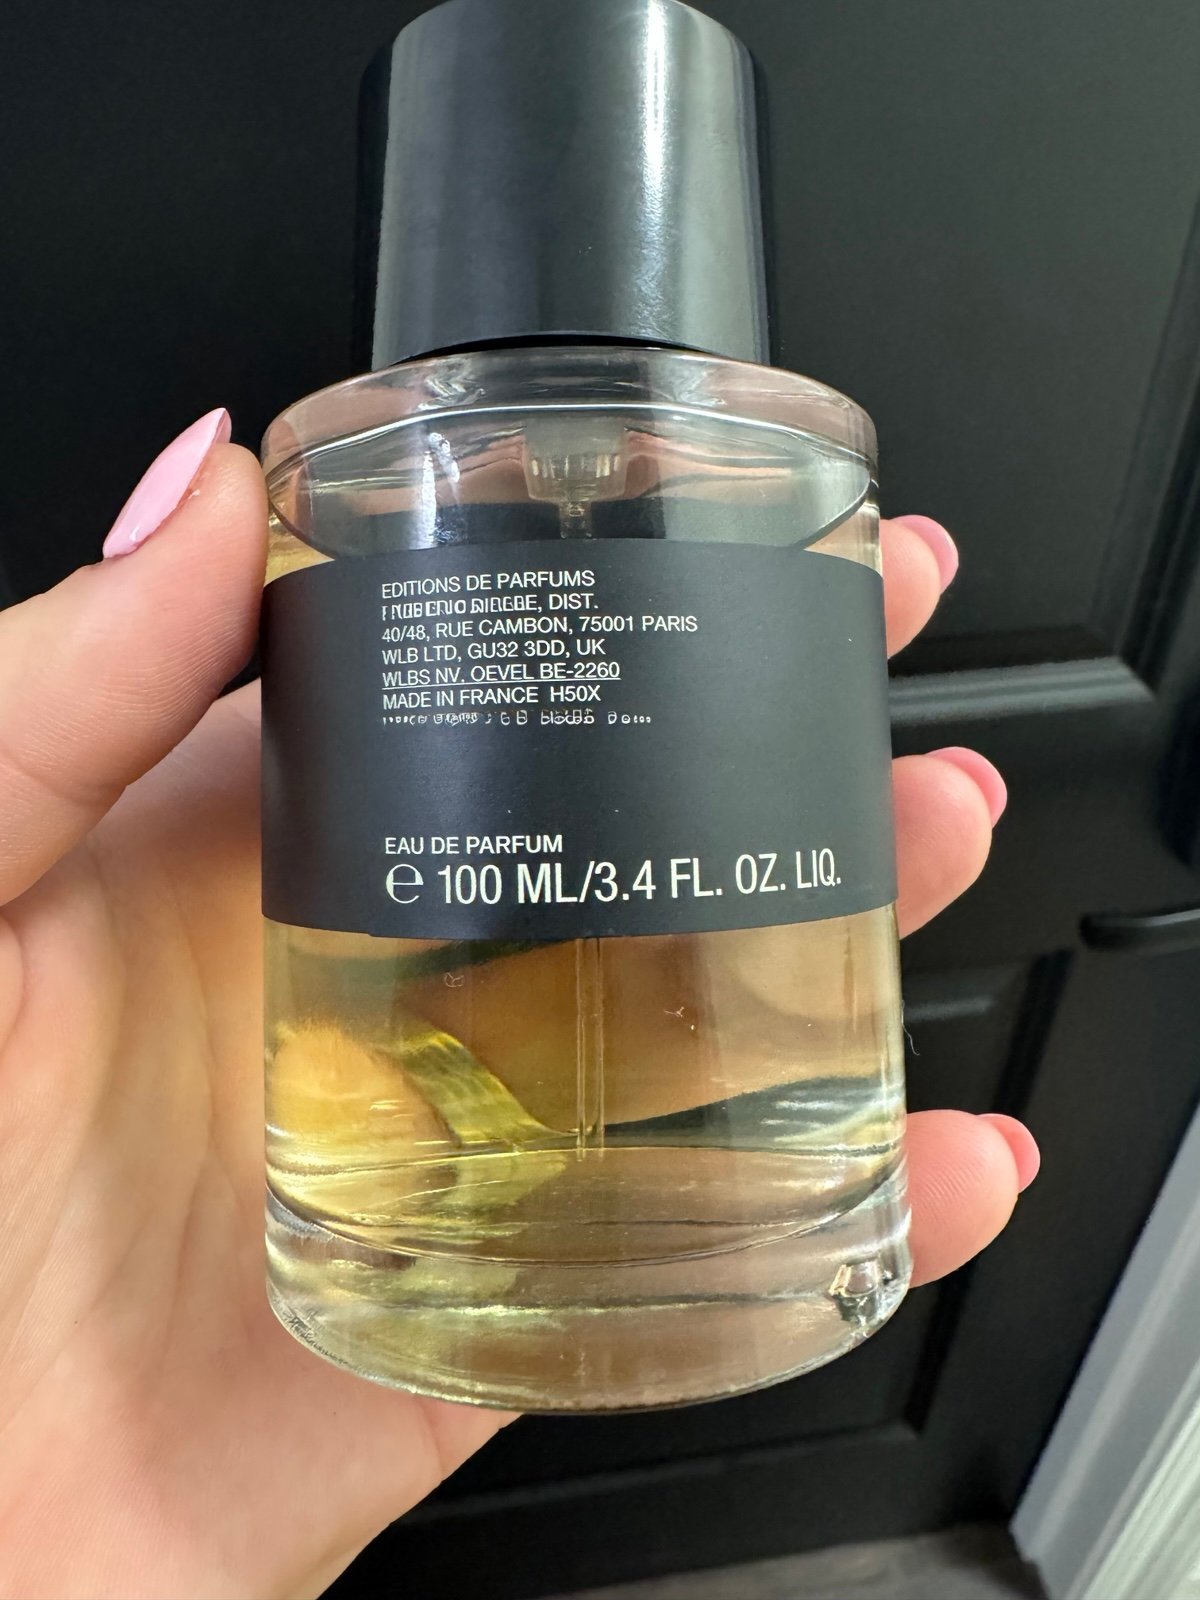 EDITIONS DE PARFUMS
DIST.
40/48, RUE CAMBON, 75001 PARIS
WLB LTD, GU32 3DD, UK
WLBS NV. OEVEL BE-2260
MADE IN FRANCE H50X
EAU DE PARFUM
℮ 100 ML/3.4 FL. OZ. LIQ.